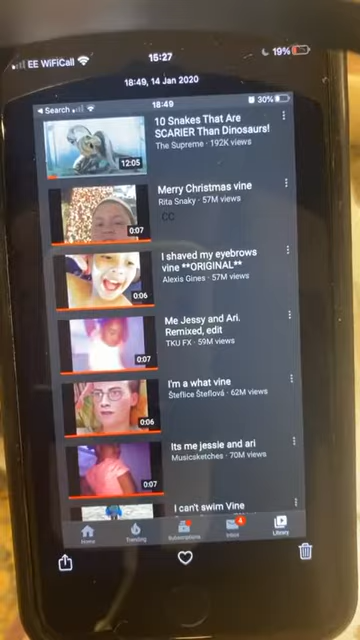 EE WiFiCall 15:27 19%
18:49, 14 Jan 2020
Search 18:49 30%
10 Snakes That Are
SCARIER Than Dinosaurs!
The Supreme · 192K views
12:05
Merry Christmas vine
Rita Snaky · 57M views
CC
0:07
I shaved my eyebrows
vine **ORIGINAL**
Alexis Gines · 57M views
0:06
Me Jessy and Ari.
Remixed, edit
TKU FX · 59M views
0:07
I'm a what vine
Šteflice Šteflová · 62M views
0:06
Its me jessie and ari
Musicsketches · 70M views
0:07
I can't swim Vine
4
Home Trending Subscriptions Inbox Library